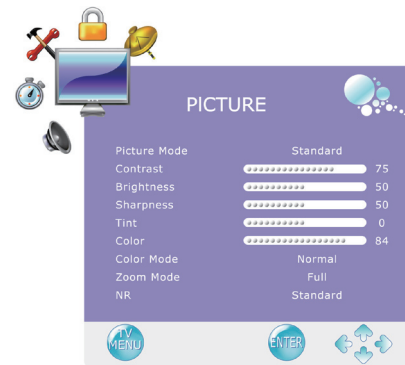 PICTURE
Picture Mode Standard
Contrast 75
Brightness 50
Sharpness 50
Tint 0
Color 84
Color Mode Normal
Zoom Mode Full
NR Standard
TV MENU ENTER